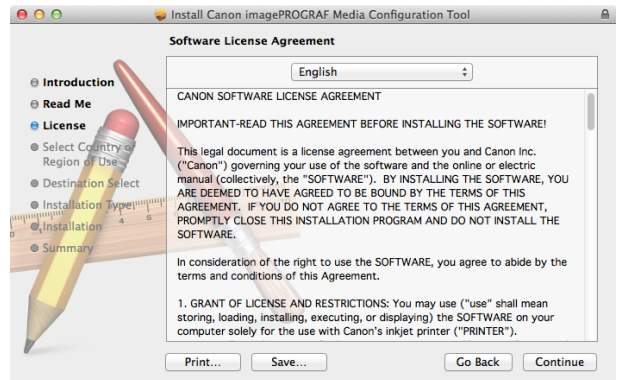 Install Canon imagePROGRAF Media Configuration Tool
Software License Agreement
Introduction
Read Me
License
Select Country or
Region of Use
Destination Select
Installation Type
Installation
Summary
4 5
English
CANON SOFTWARE LICENSE AGREEMENT
IMPORTANT-READ THIS AGREEMENT BEFORE INSTALLING THE SOFTWARE!
This legal document is a license agreement between you and Canon Inc.
("Canon") governing your use of the software and the online or electric
manual (collectively, the "SOFTWARE").  BY INSTALLING THE SOFTWARE, YOU
ARE DEEMED TO HAVE AGREED TO BE BOUND BY THE TERMS OF THIS
AGREEMENT.  IF YOU DO NOT AGREE TO THE TERMS OF THIS AGREEMENT,
PROMPTLY CLOSE THIS INSTALLATION PROGRAM AND DO NOT INSTALL THE
SOFTWARE.
In consideration of the right to use the SOFTWARE, you agree to abide by the
terms and conditions of this Agreement.
1. GRANT OF LICENSE AND RESTRICTIONS: You may use ("use" shall mean
storing, loading, installing, executing, or displaying) the SOFTWARE on your
computer solely for the use with Canon's inkjet printer ("PRINTER").
Print...
Save...
Go Back
Continue